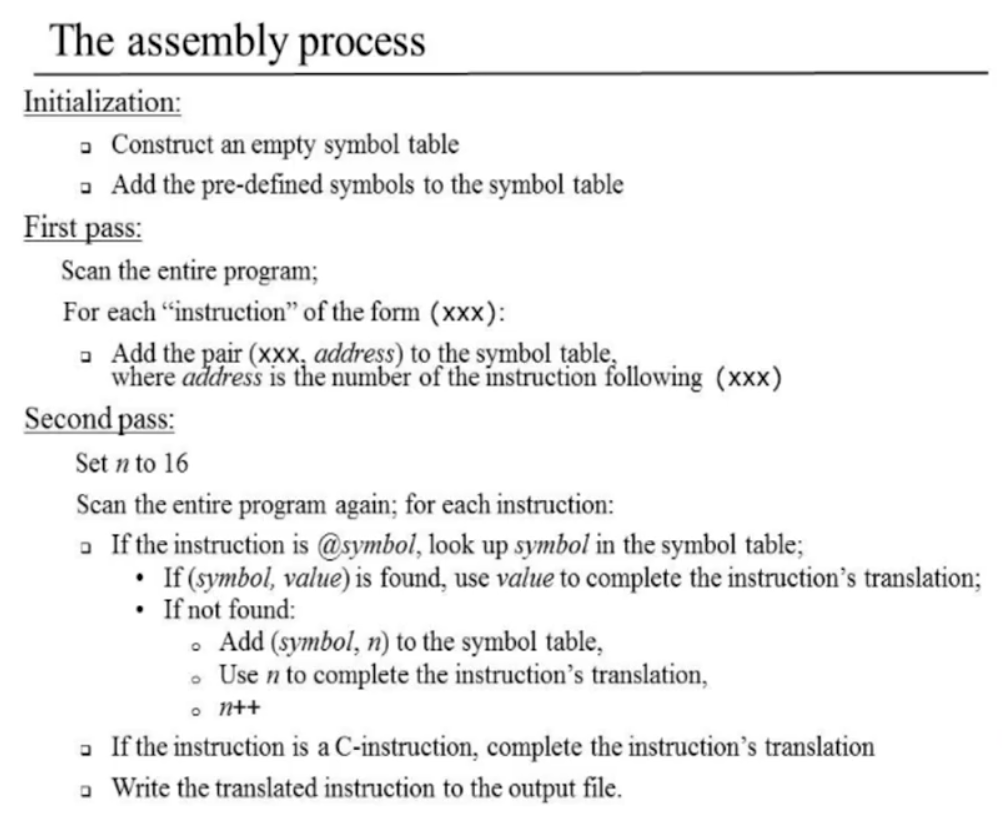 The assembly process
Initialization:
❑ Construct an empty symbol table
❑ Add the pre-defined symbols to the symbol table
First pass:
Scan the entire program;
For each “instruction” of the form (xxx):
❑ Add the pair (xxx, address) to the symbol table,
where address is the number of the instruction following (xxx)
Second pass:
Set n to 16
Scan the entire program again; for each instruction:
❑ If the instruction is @symbol, look up symbol in the symbol table;
• If (symbol, value) is found, use value to complete the instruction’s translation;
• If not found:
○ Add (symbol, n) to the symbol table,
○ Use n to complete the instruction’s translation,
○ n++
❑ If the instruction is a C-instruction, complete the instruction’s translation
❑ Write the translated instruction to the output file.